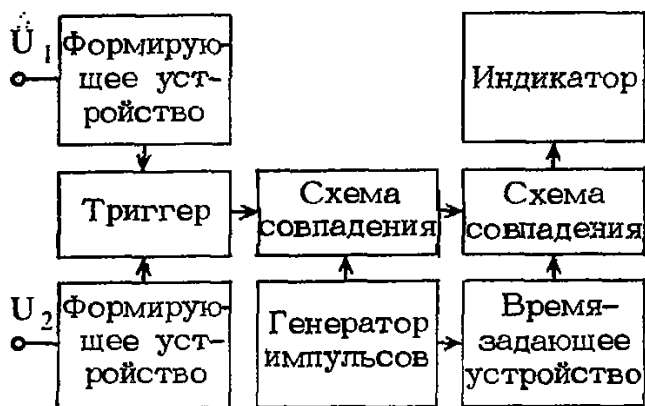 U1
Формирую-
щее уст-
ройство
Индикатор
Триггер
Схема
совпадения
Схема
совпадения
U2
Формирую-
щее уст-
ройство
Генератор
импульсов
Время-
задающее
устройство